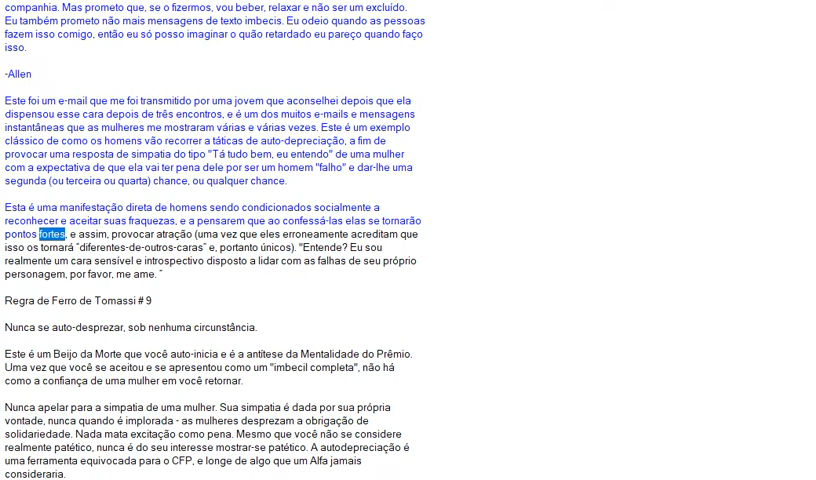 companhia. Mas prometo que, se o fizermos, vou beber, relaxar e não ser um excluído.
Eu também prometo não mais mensagens de texto imbecis. Eu odeio quando as pessoas
fazem isso comigo, então eu só posso imaginar o quão retardado eu pareço quando faço
isso.
-Allen
Este foi um e-mail que me foi transmitido por uma jovem que aconselhei depois que ela
dispensou esse cara depois de três encontros, e é um dos muitos e-mails e mensagens
instantâneas que as mulheres me mostraram várias e várias vezes. Este é um exemplo
clássico de como os homens vão recorrer a táticas de auto-depreciação, a fim de
provocar uma resposta de simpatia do tipo "Tá tudo bem, eu entendo" de uma mulher
com a expectativa de que ela vai ter pena dele por ser um homem "falho" e dar-lhe uma
segunda (ou terceira ou quarta) chance, ou qualquer chance.
Esta é uma manifestação direta de homens sendo condicionados socialmente a
reconhecer e aceitar suas fraquezas, e a pensarem que ao confessá-las elas se tornarão
pontos fortes, e assim, provocar atração (uma vez que eles erroneamente acreditam que
isso os tornará “diferentes-de-outros-caras” e, portanto únicos). "Entende? Eu sou
realmente um cara sensível e introspectivo disposto a lidar com as falhas de seu próprio
personagem, por favor, me ame. ”
Regra de Ferro de Tomassi # 9
Nunca se auto-desprezar, sob nenhuma circunstância.
Este é um Beijo da Morte que você auto-inicia e é a antítese da Mentalidade do Prêmio.
Uma vez que você se aceitou e se apresentou como um "imbecil completa", não há
como a confiança de uma mulher em você retornar.
Nunca apelar para a simpatia de uma mulher. Sua simpatia é dada por sua própria
vontade, nunca quando é implorada - as mulheres desprezam a obrigação de
solidariedade. Nada mata excitação como pena. Mesmo que você não se considere
realmente patético, nunca é do seu interesse mostrar-se patético. A autodepreciação é
uma ferramenta equivocada para o CFP, e longe de algo que um Alfa jamais
consideraria.